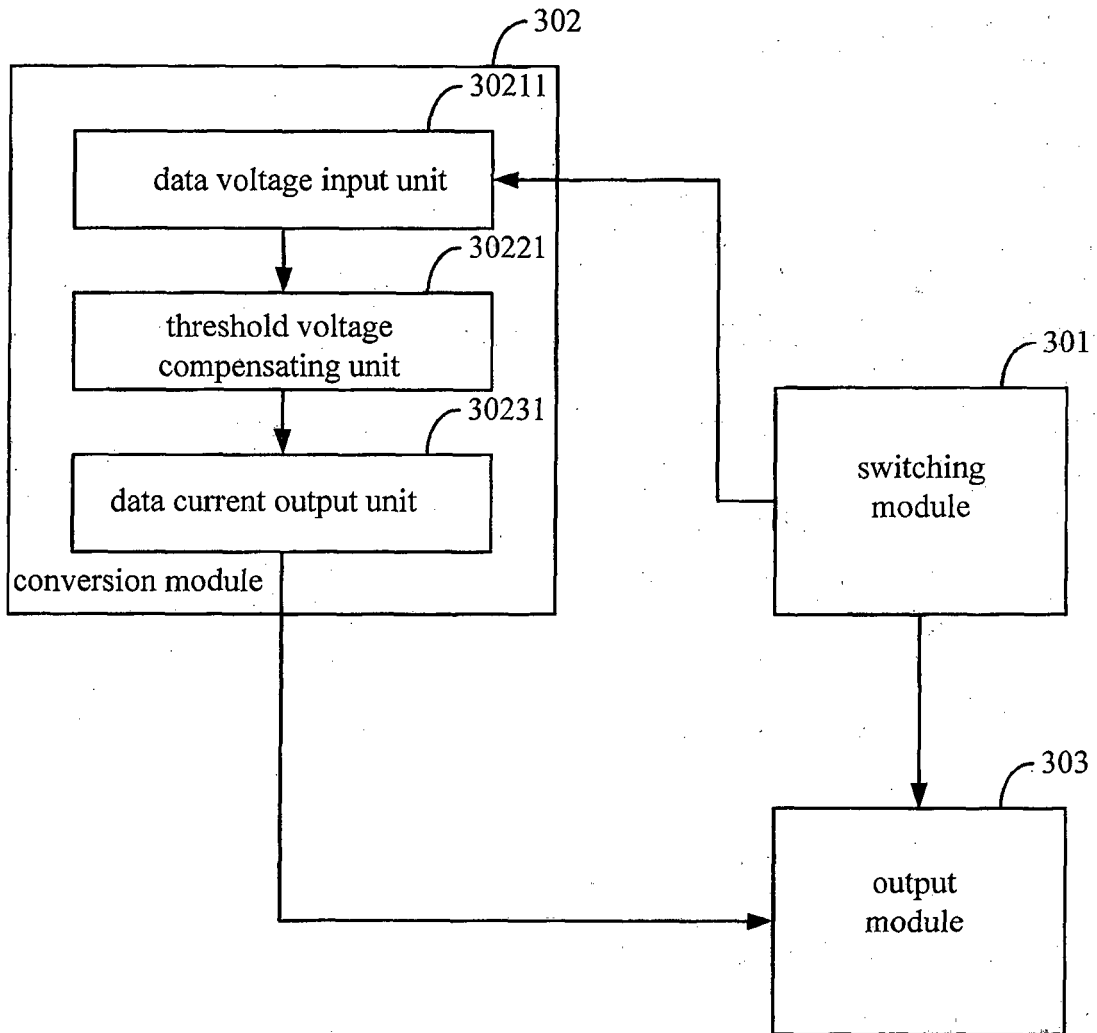 302
30211
data voltage input unit
30221
threshold voltage
compensating unit
30231
data current output unit
conversion module
301
switching
module
303
output
module